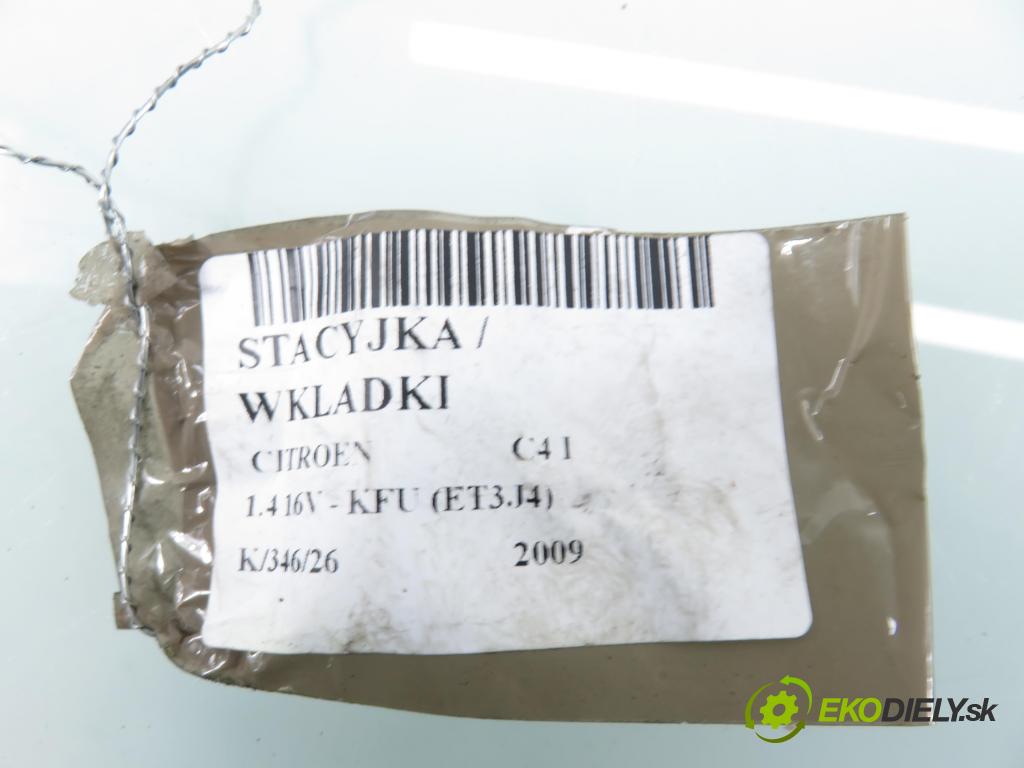 STACYJKA /
WKLADKI
CITROEN C4 I
1.4 16V - KFU (ET3J4)
K/346/26 2009
EKODIELY.sk